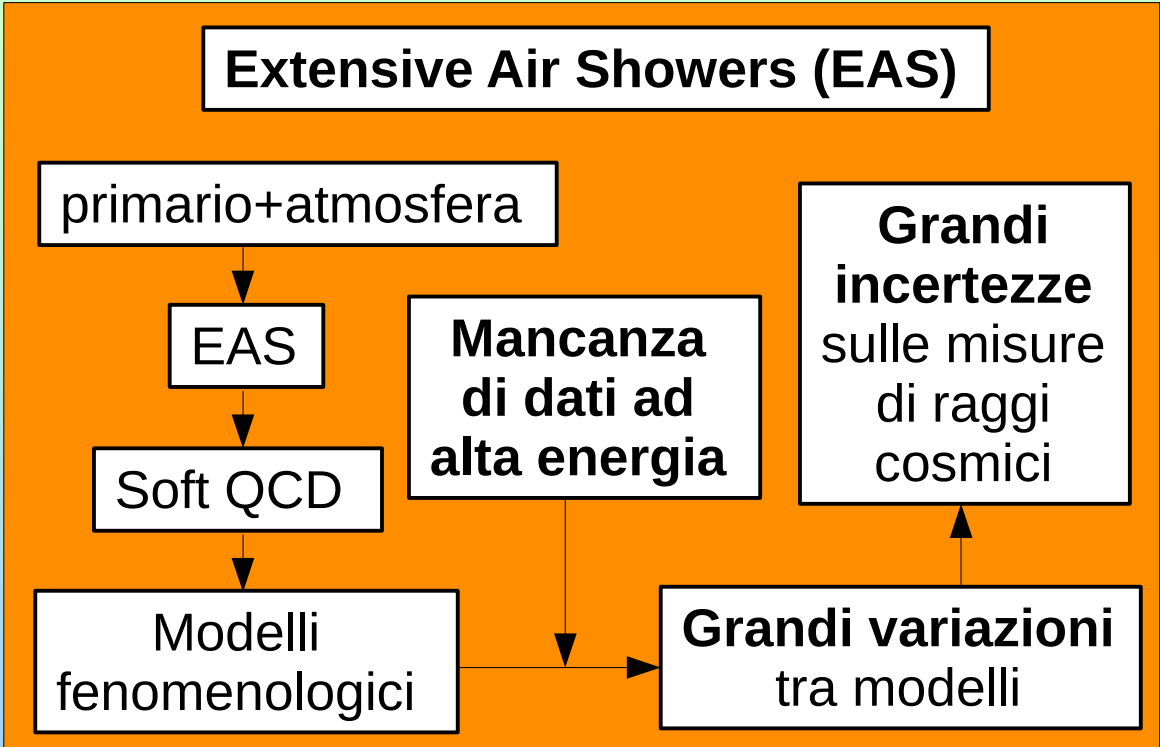 Extensive Air Showers (EAS)
primario+atmosfera
EAS
Soft QCD
Modelli
fenomenologici
Mancanza
di dati ad
alta energia
Grandi variazioni
tra modelli
Grandi
incertezze
sulle misure
di raggi
cosmici